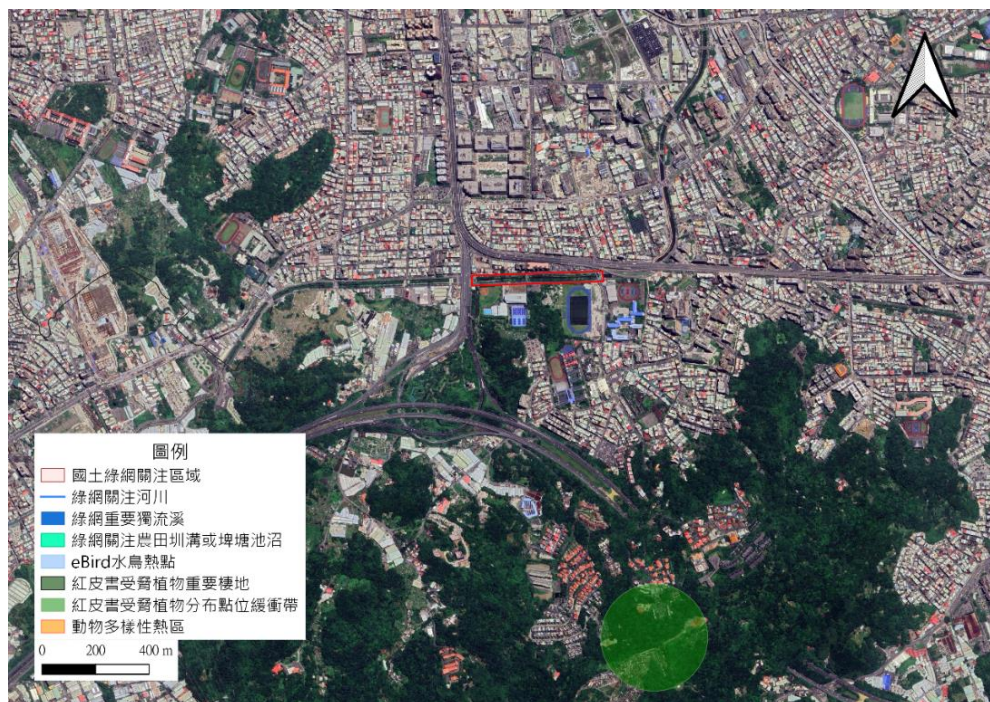 圖例
國土綠網關注區域
綠網關注河川
綠網重要獨流溪
綠網關注農田圳溝或埤塘池沼
eBird水鳥熱點
紅皮書受脅植物重要棲地
紅皮書受脅植物分布點位緩衝帶
動物多樣性熱區
0 200 400 m